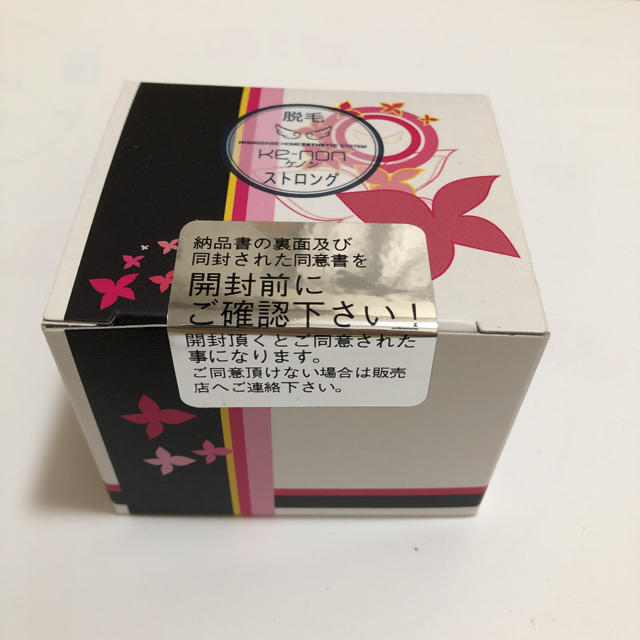 脱毛
HIGHSENSE HOME ESTHETIC SYSTEM
Ke-non
ケノン
ストロング
納品書の裏面及び
同封された同意書を
開封前に
ご確認下さい!
開封頂くとご同意された
事になります。
ご同意頂けない場合は販売
店へご連絡下さい。